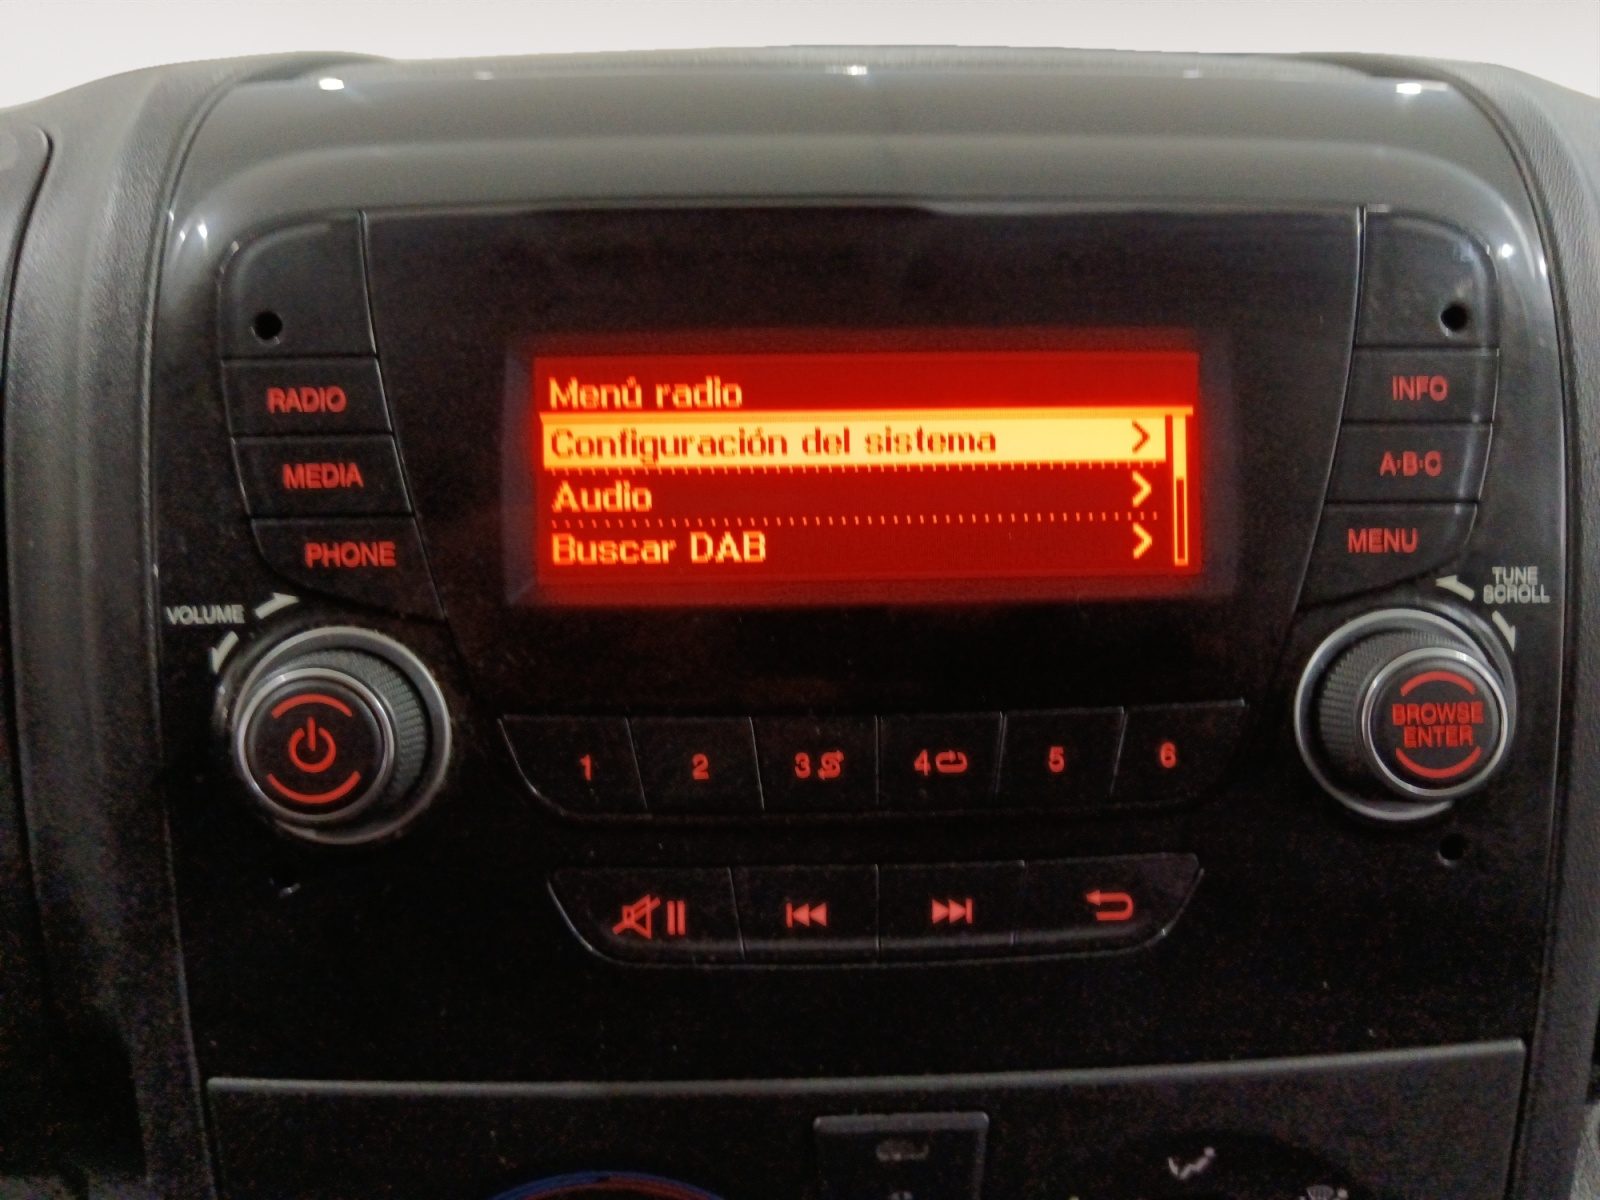 Menú radio
Configuración del sistema >
Audio >
Buscar DAB >
RADIO
MEDIA
PHONE
VOLUME
INFO
A·B·C
MENU
TUNE
SCROLL
BROWSE
ENTER
1
2
3
4
5
6